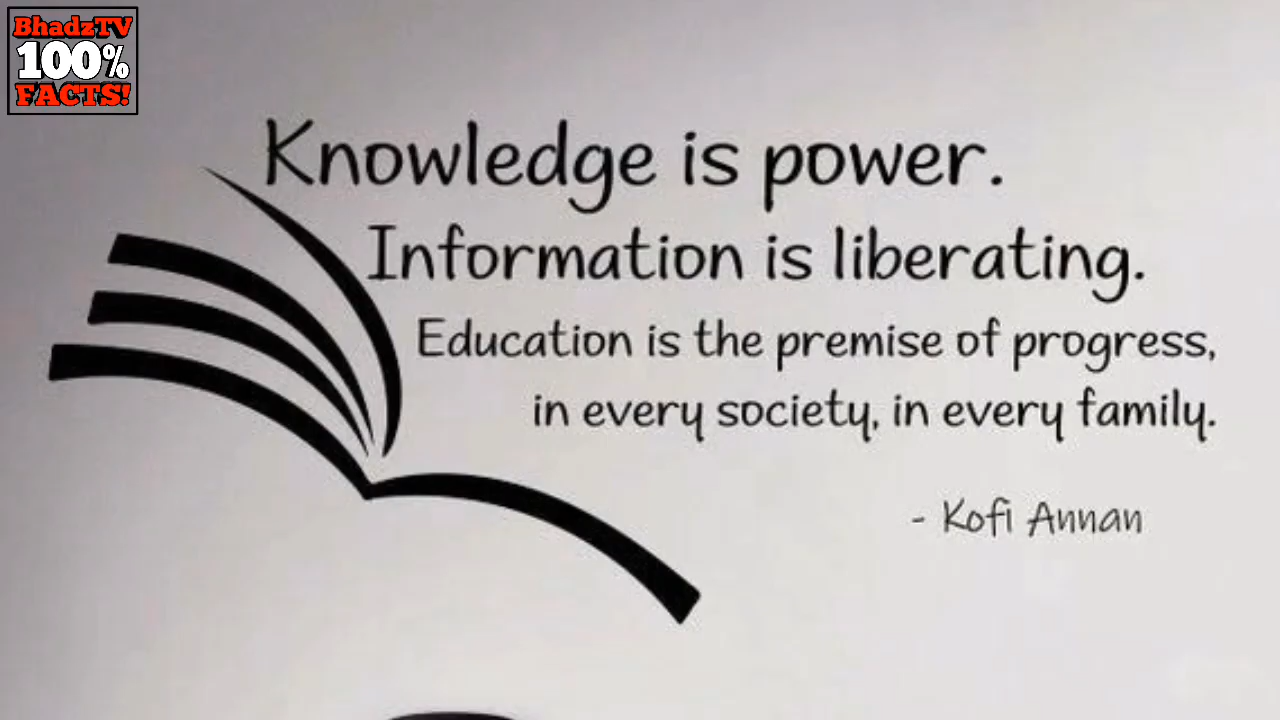 BhadzTV
100%
FACTS!
Knowledge is power.
Information is liberating.
Education is the premise of progress,
in every society, in every family.
- Kofi Annan